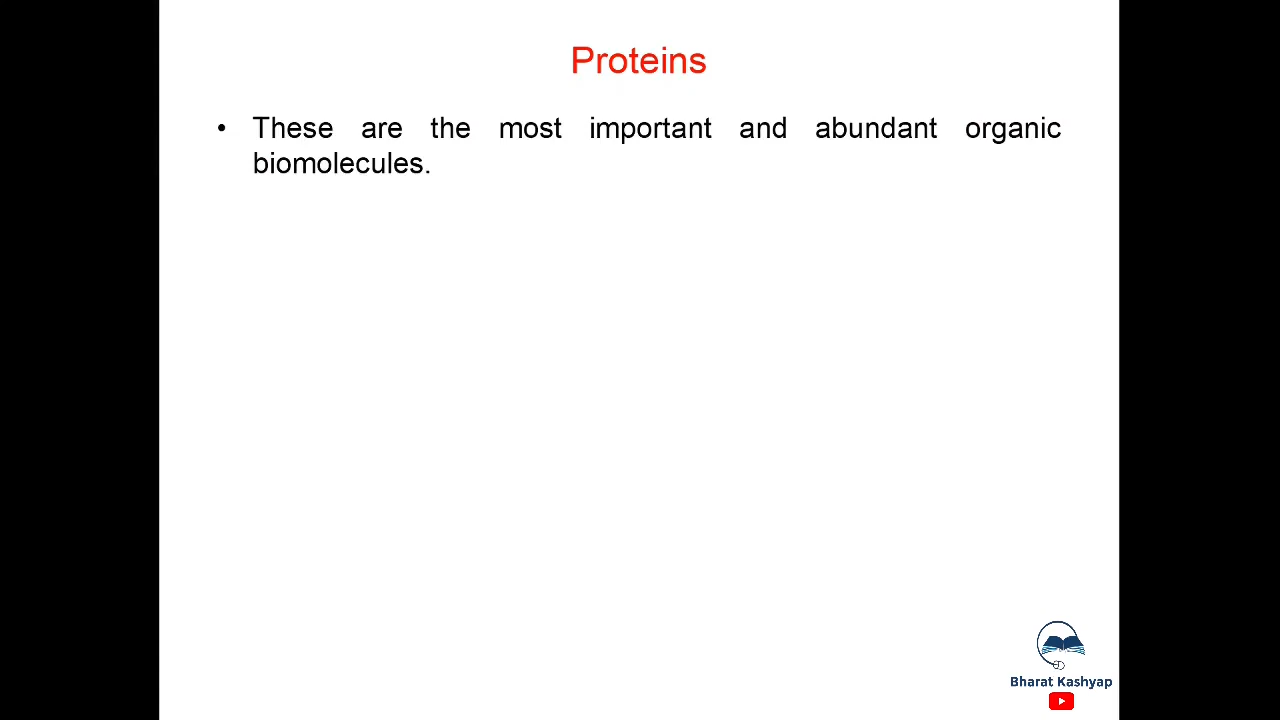 Proteins
• These are the most important and abundant organic
biomolecules.
Bharat Kashyap